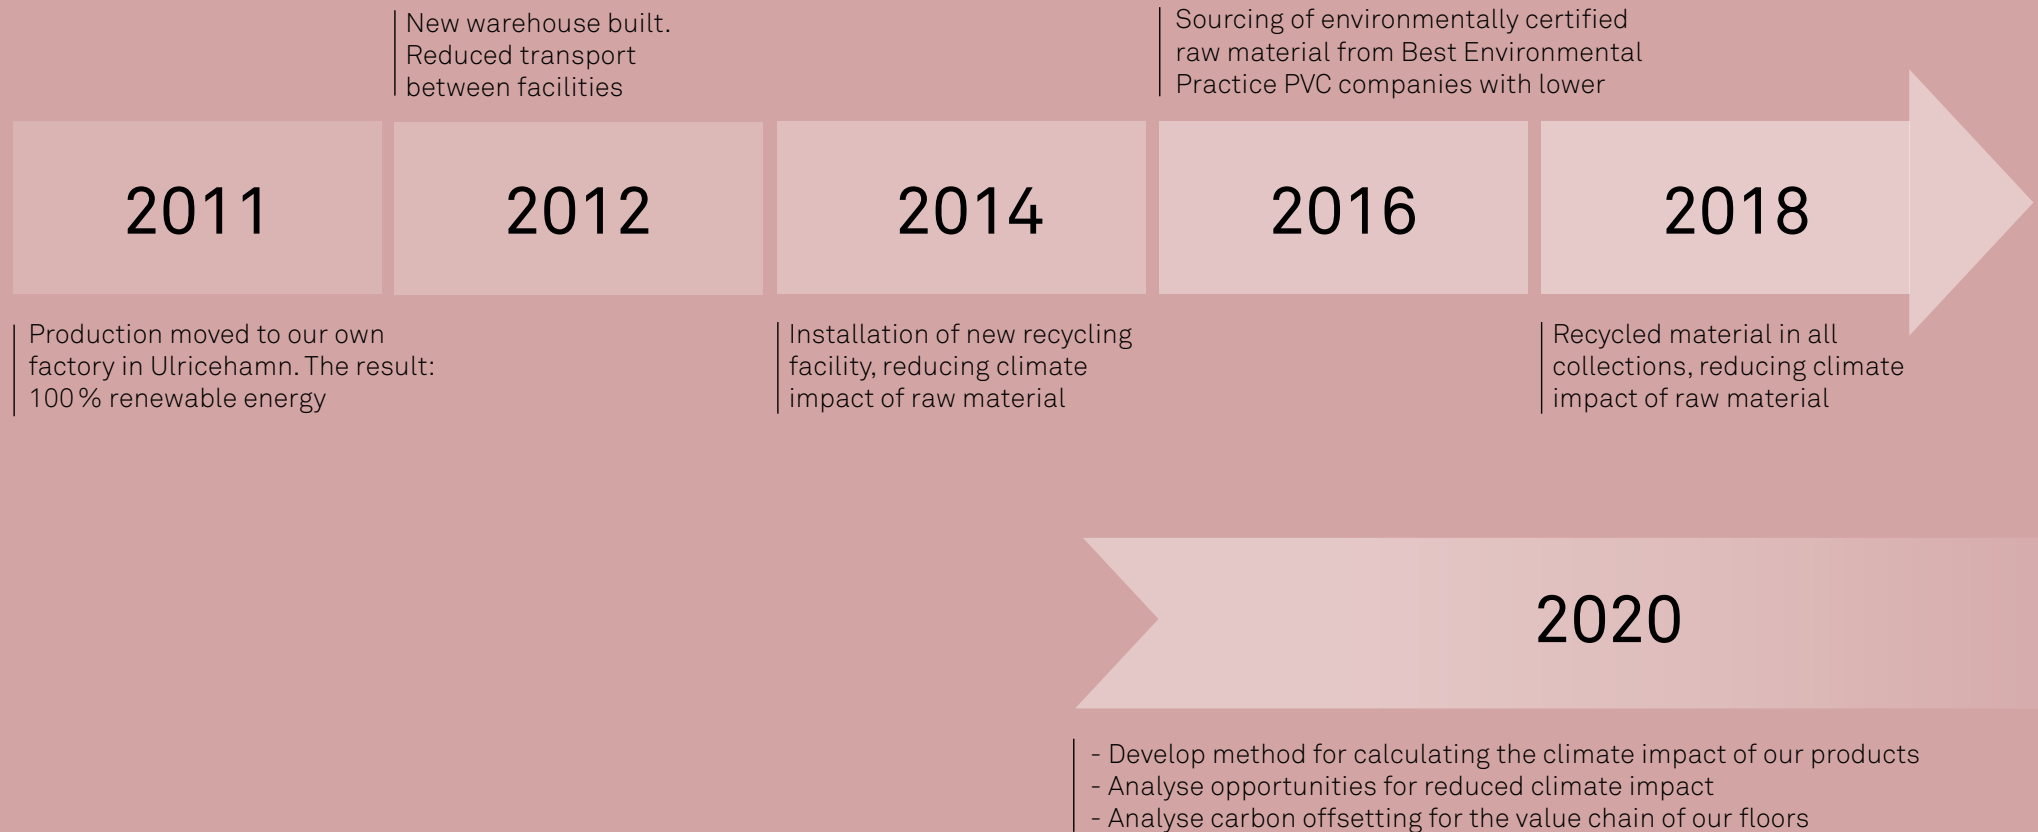 New warehouse built.
Reduced transport
between facilities
Sourcing of environmentally certified
raw material from Best Environmental
Practice PVC companies with lower
2011
2012
2014
2016
2018
Production moved to our own
factory in Ulricehamn. The result:
100 % renewable energy
Installation of new recycling
facility, reducing climate
impact of raw material
Recycled material in all
collections, reducing climate
impact of raw material
2020
- Develop method for calculating the climate impact of our products
- Analyse opportunities for reduced climate impact
- Analyse carbon offsetting for the value chain of our floors